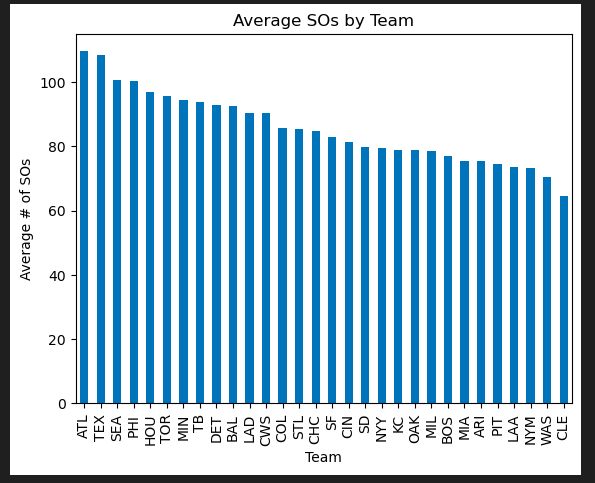 Average SOs by Team
Average # of SOs
100
80
60
40
20
0
ATL TEX SEA PHI HOU TOR MIN TB DET BAL LAD CWS COL STL CHC SF CIN SD NYY KC OAK MIL BOS MIA ARI PIT LAA NYM WAS CLE
Team